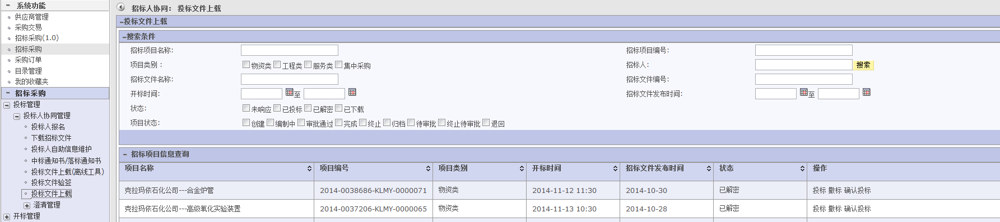 系统功能
供应商管理
采购交易
招标采购(1.0)
招标采购
采购订单
目录管理
我的收藏夹
招标采购
投标管理
投标人协同管理
投标人报名
下载招标文件
投标人自助信息维护
中标通知书/落标通知书
投标文件上载(离线工具)
投标文件验签
投标文件上载
澄清管理
开标管理
招标人协同： 投标文件上载
投标文件上载
搜索条件
招标项目名称: 招标项目编号:
项目类别 : 物资类 工程类 服务类 集中采购 招标人: 搜索
招标文件名称: 招标文件编号:
开标时间: 至 招标文件发布时间: 至
状态: 未响应 已投标 已解密 已下载
项目状态: 创建 编制中 审批通过 完成 终止 归档 待审批 终止待审批 退回
招标项目信息查询
项目名称 项目编号 项目类别 开标时间 招标文件发布时间 状态 操作
克拉玛依石化公司---合金炉管 2014-0038686-KLMY-0000071 物资类 2014-11-12 11:30 2014-10-30 已解密 投标 撤标 确认投标
克拉玛依石化公司---高级氧化实验装置 2014-0037206-KLMY-0000065 物资类 2014-11-13 10:30 2014-10-28 已解密 投标 撤标 确认投标